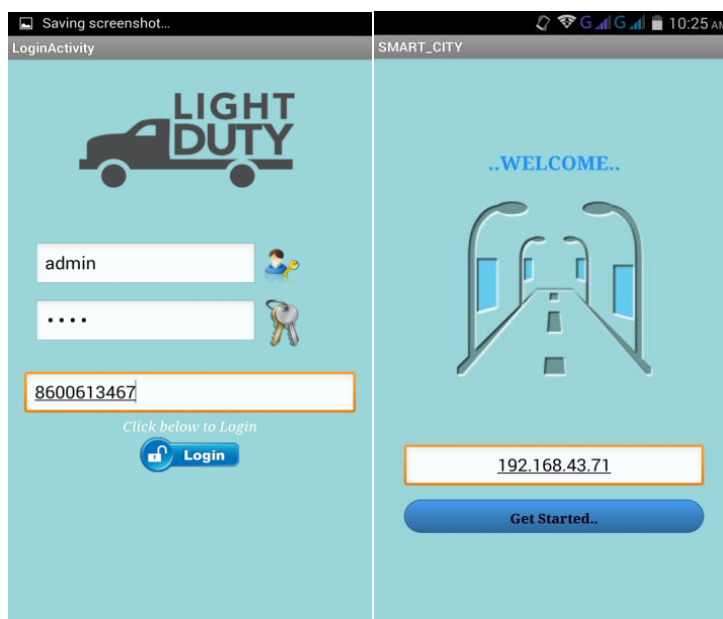 Saving screenshot...
LoginActivity
LIGHT
DUTY
admin
••••
8600613467
Click below to Login
Login
G G 10:25 AM
SMART_CITY
..WELCOME..
192.168.43.71
Get Started..